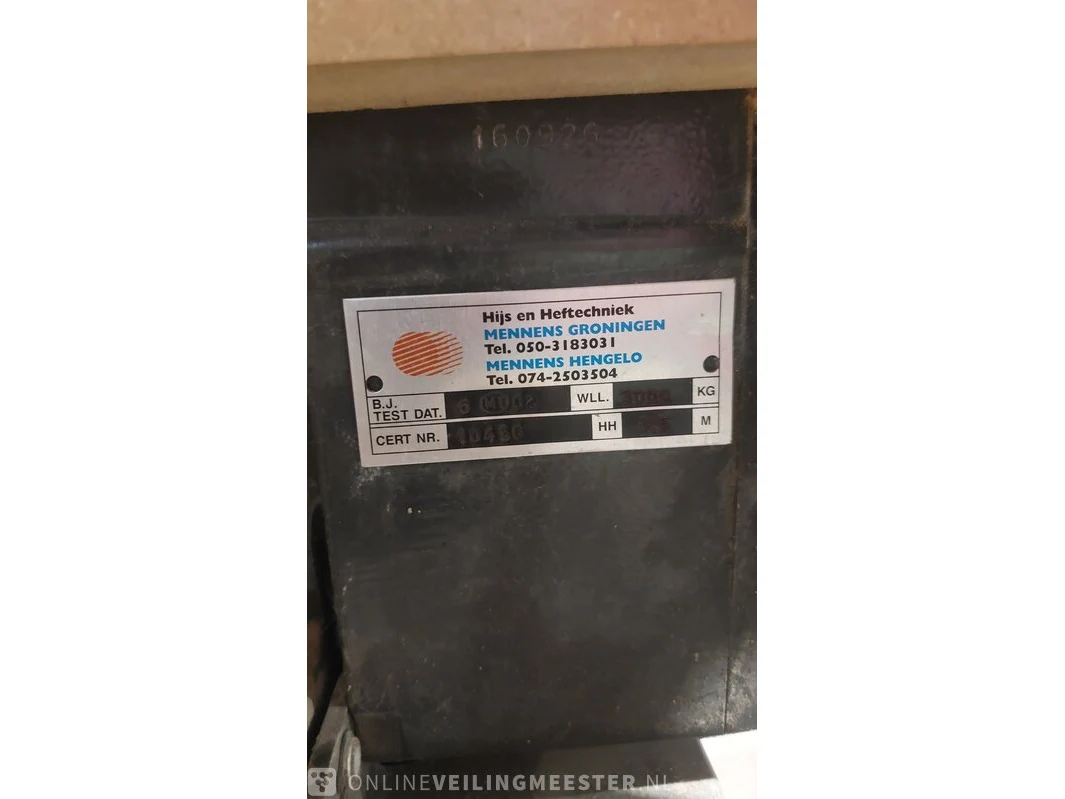 160926
Hijs en Heftechniek
MENNENS GRONINGEN
Tel. 050-3183031
MENNENS HENGELO
Tel. 074-2503504
B.J.
TEST DAT. WLL. KG
CERT NR. HH M
ONLINEVEILINGMEESTER.NL